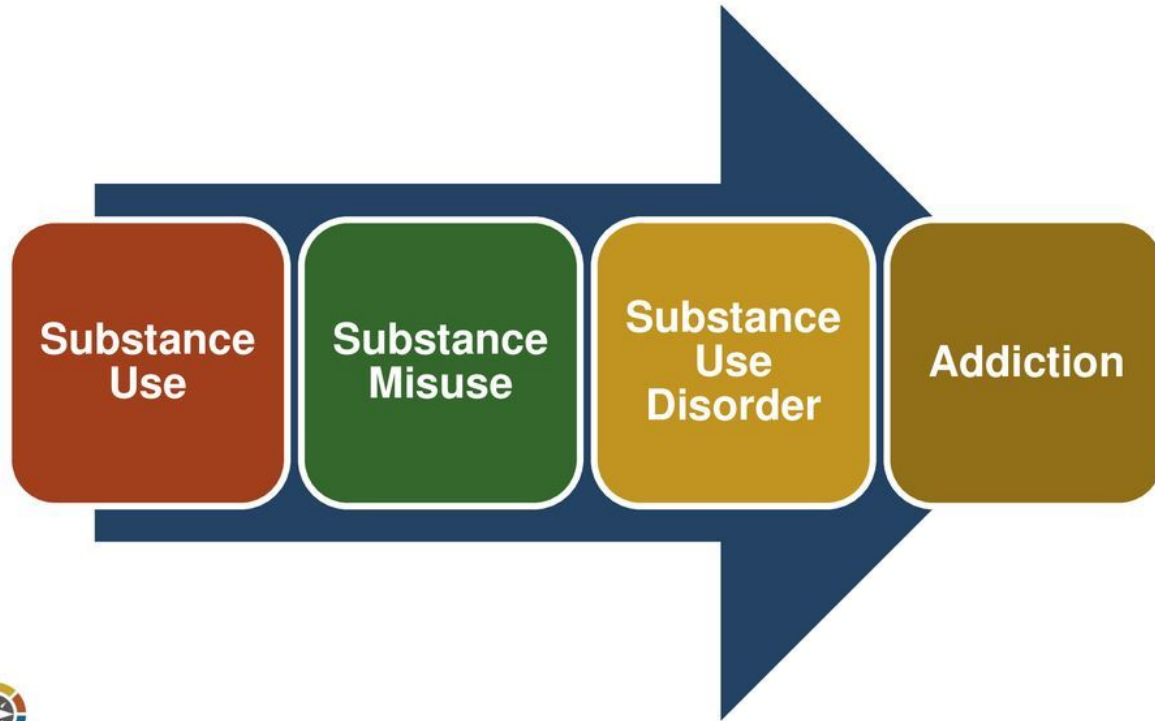 Substance
Use
Substance
Misuse
Substance
Use
Disorder
Addiction